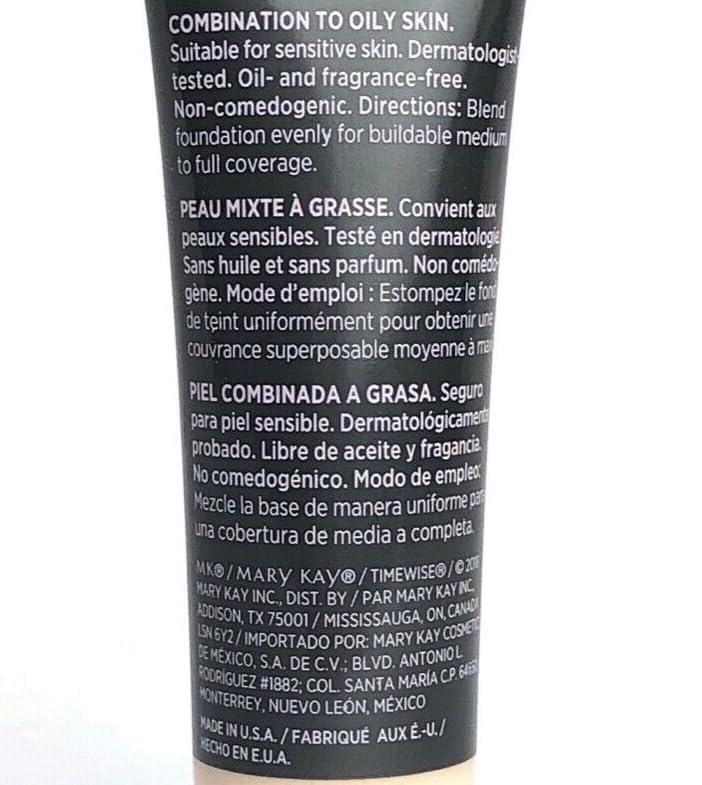 COMBINATION TO OILY SKIN.
Suitable for sensitive skin. Dermatologist-
tested. Oil- and fragrance-free.
Non-comedogenic. Directions: Blend
foundation evenly for buildable medium
to full coverage.
PEAU MIXTE À GRASSE. Convient aux
peaux sensibles. Testé en dermatologie.
Sans huile et sans parfum. Non comédo-
gène. Mode d'emploi : Estompez le fond
de teint uniformément pour obtenir une
couvrance superposable moyenne à
PIEL COMBINADA A GRASA. Seguro
para piel sensible. Dermatológicamente
probado. Libre de aceite y fragancia.
No comedogénico. Modo de empleo:
Mezcle la base de manera uniforme para
una cobertura de media a completa.
MK®/MARY KAY®/TIMEWISE®/©
MARY KAY INC., DIST. BY / PAR MARY KAY INC.
ADDISON, TX 75001 / MISSISSAUGA, ON, CANADA
L5N 6Y2 / IMPORTADO POR: MARY KAY COSMETICS
DE MÉXICO, S.A. DE C.V.; BLVD. ANTONIO L.
RODRÍGUEZ #1882; COL. SANTA MARÍA C.P.
MONTERREY, NUEVO LEÓN, MÉXICO
MADE IN U.S.A. / FABRIQUÉ AUX É.-U./
HECHO EN E.U.A.